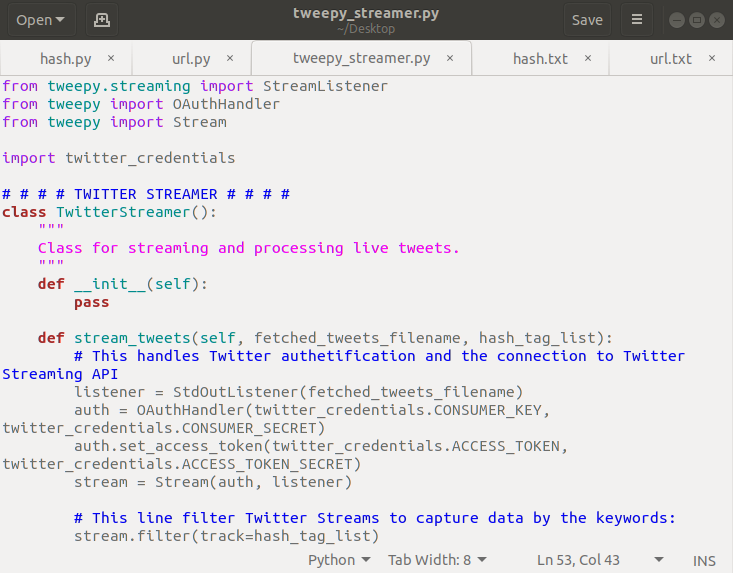 Open
tweepy_streamer.py
~/Desktop
Save
hash.py × url.py × tweepy_streamer.py × hash.txt × url.txt ×
from tweepy.streaming import StreamListener
from tweepy import OAuthHandler
from tweepy import Stream
import twitter_credentials
# # # # TWITTER STREAMER # # # #
class TwitterStreamer():
    """
    Class for streaming and processing live tweets.
    """
    def __init__(self):
        pass
    def stream_tweets(self, fetched_tweets_filename, hash_tag_list):
        # This handles Twitter authetification and the connection to Twitter
Streaming API
        listener = StdOutListener(fetched_tweets_filename)
        auth = OAuthHandler(twitter_credentials.CONSUMER_KEY,
twitter_credentials.CONSUMER_SECRET)
        auth.set_access_token(twitter_credentials.ACCESS_TOKEN,
twitter_credentials.ACCESS_TOKEN_SECRET)
        stream = Stream(auth, listener)
        # This line filter Twitter Streams to capture data by the keywords:
        stream.filter(track=hash_tag_list)
Python Tab Width: 8 Ln 53, Col 43 INS